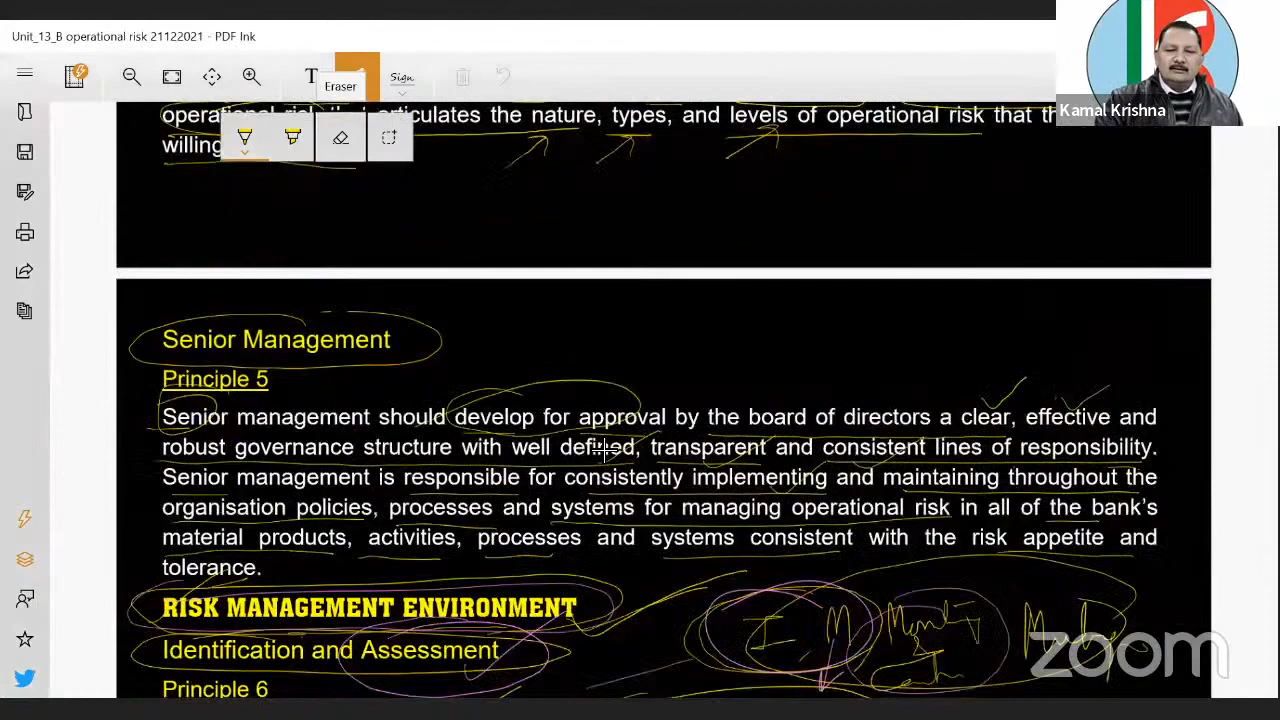 Unit_13_B operational risk 21122021 - PDF Ink
T
Sign
Eraser
Kamal Krishna
articulates the nature, types, and levels of operational risk that
operational
willing
Senior Management
Principle 5
Senior management should develop for approval by the board of directors a clear, effective and
robust governance structure with well defined, transparent and consistent lines of responsibility.
Senior management is responsible for consistently implementing and maintaining throughout the
organisation policies, processes and systems for managing operational risk in all of the bank's
material products, activities, processes and systems consistent with the risk appetite and
tolerance.
RISK MANAGEMENT ENVIRONMENT
Identification and Assessment
Principle 6
I M
zoom